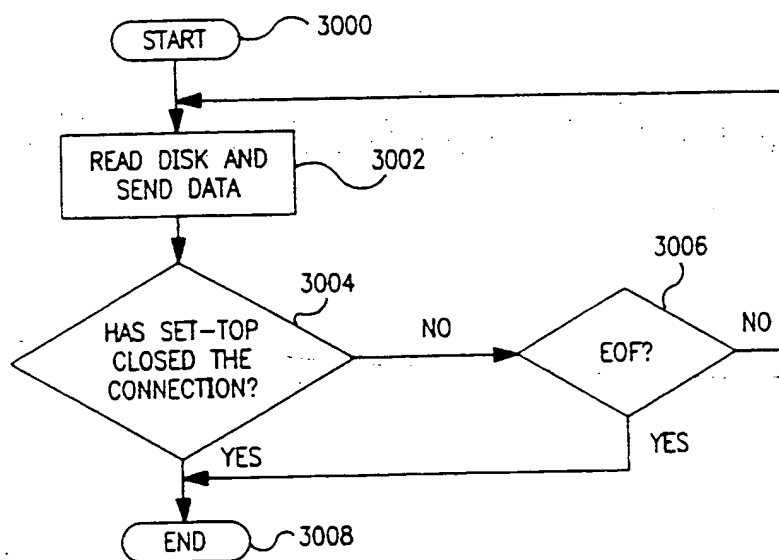 START
3000
READ DISK AND
SEND DATA
3002
HAS SET-TOP
CLOSED THE
CONNECTION?
3004
NO
3006
EOF?
NO
YES
YES
END
3008